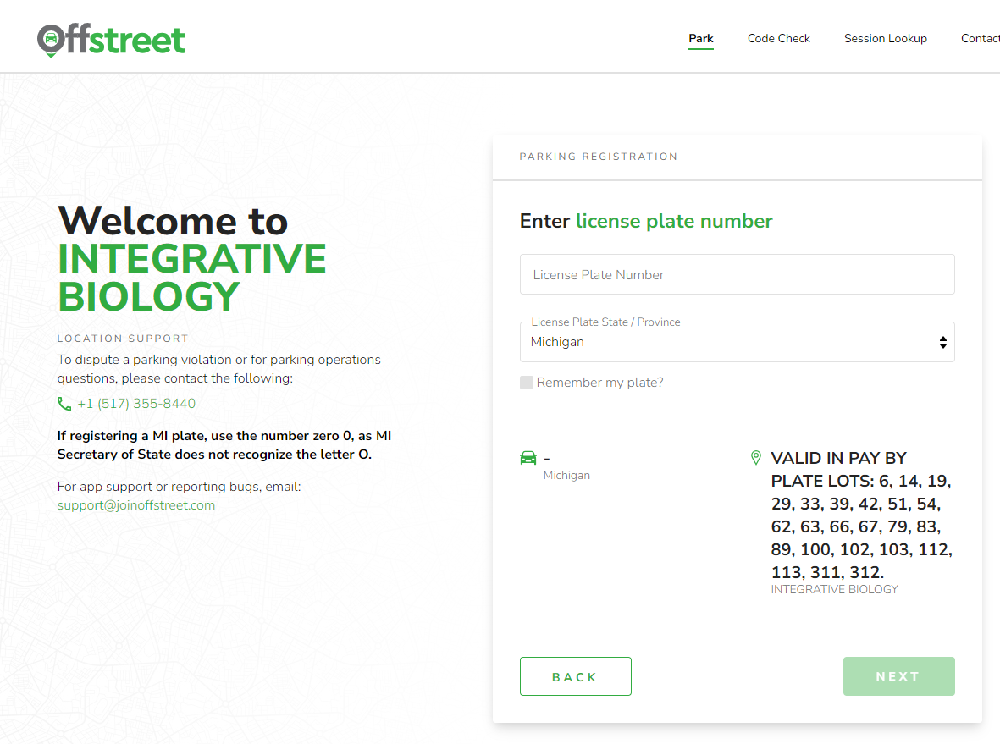 Offstreet
Park
Code Check
Session Lookup
Contact
Welcome to
INTEGRATIVE
BIOLOGY
LOCATION SUPPORT
To dispute a parking violation or for parking operations
questions, please contact the following:
+1 (517) 355-8440
If registering a MI plate, use the number zero 0, as MI
Secretary of State does not recognize the letter O.
For app support or reporting bugs, email:
support@joinoffstreet.com
PARKING REGISTRATION
Enter license plate number
License Plate Number
License Plate State / Province
Michigan
Remember my plate?
-
Michigan
VALID IN PAY BY
PLATE LOTS: 6, 14, 19,
29, 33, 39, 42, 51, 54,
62, 63, 66, 67, 79, 83,
89, 100, 102, 103, 112,
113, 311, 312.
INTEGRATIVE BIOLOGY
BACK
NEXT